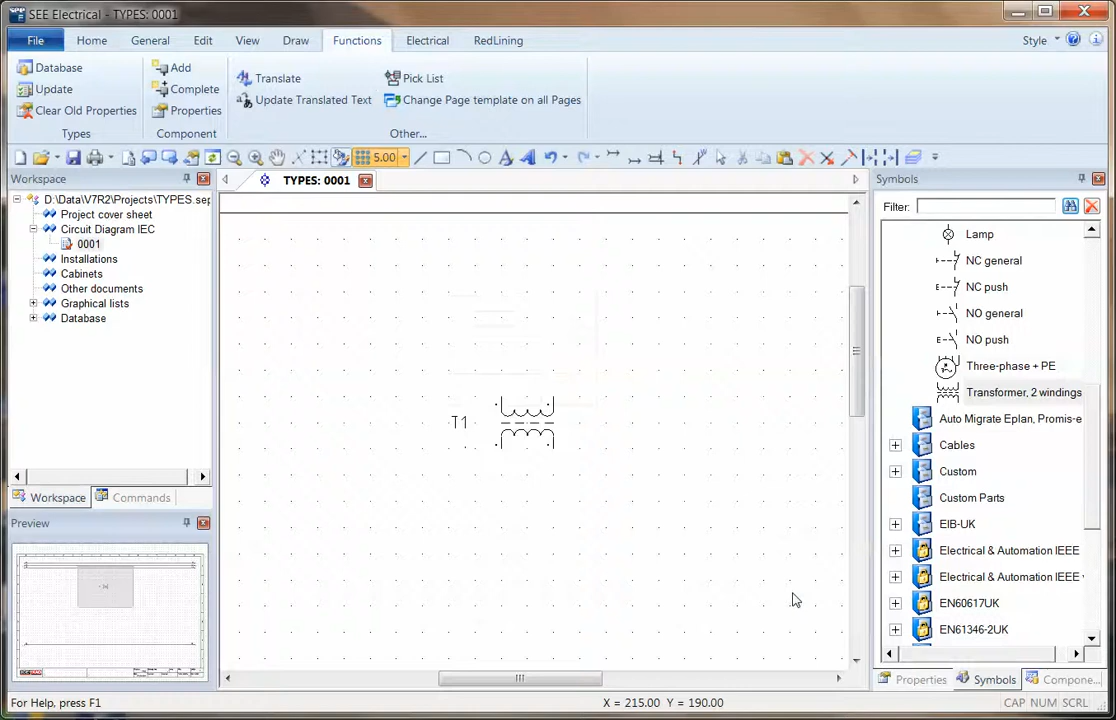 SEE Electrical - TYPES: 0001
File Home General Edit View Draw Functions Electrical RedLining Style
Database Add Translate Pick List
Update Complete Update Translated Text Change Page template on all Pages
Clear Old Properties Properties
Types Component Other...
5.00
Workspace
D:\Data\V7R2\Projects\TYPES.sep
Project cover sheet
Circuit Diagram IEC
0001
Installations
Cabinets
Other documents
Graphical lists
Database
Workspace Commands
Preview
TYPES: 0001
T1
Symbols
Filter:
Lamp
NC general
NC push
NO general
NO push
Three-phase + PE
Transformer, 2 windings
Auto Migrate Eplan, Promis-e
Cables
Custom
Custom Parts
EIB-UK
Electrical & Automation IEEE
Electrical & Automation IEEE
EN60617UK
EN61346-2UK
Properties Symbols Compone...
For Help, press F1
X = 215.00 Y = 190.00
CAP NUM SCRL